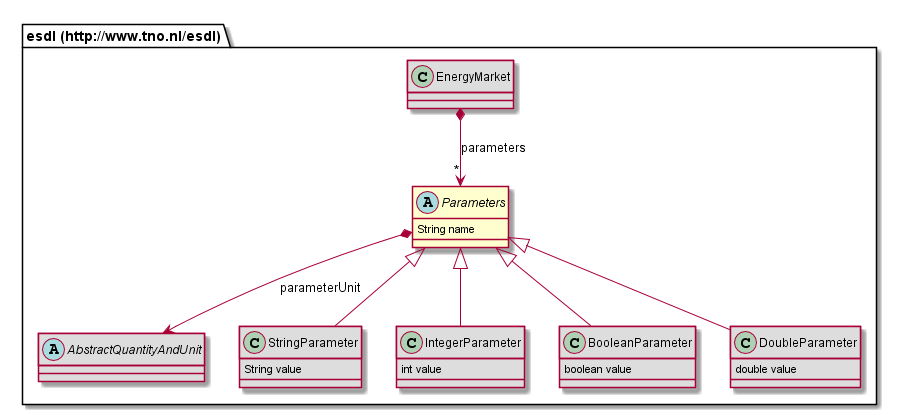 esdl (http://www.tno.nl/esdl)
C EnergyMarket
parameters
*
A Parameters
String name
parameterUnit
A AbstractQuantityAndUnit
C StringParameter
String value
C IntegerParameter
int value
C BooleanParameter
boolean value
C DoubleParameter
double value